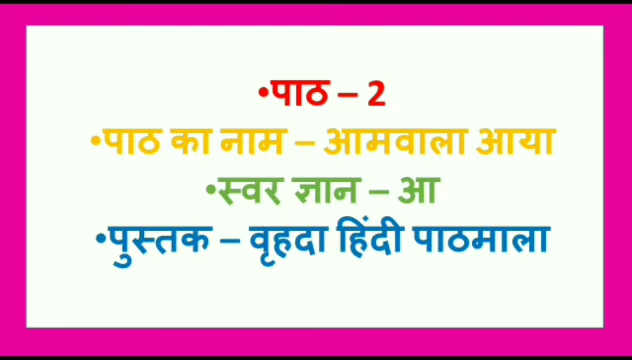 •पाठ – 2
•पाठ का नाम – आमवाला आया
•स्वर ज्ञान – आ
•पुस्तक – वृहदा हिंदी पाठमाला